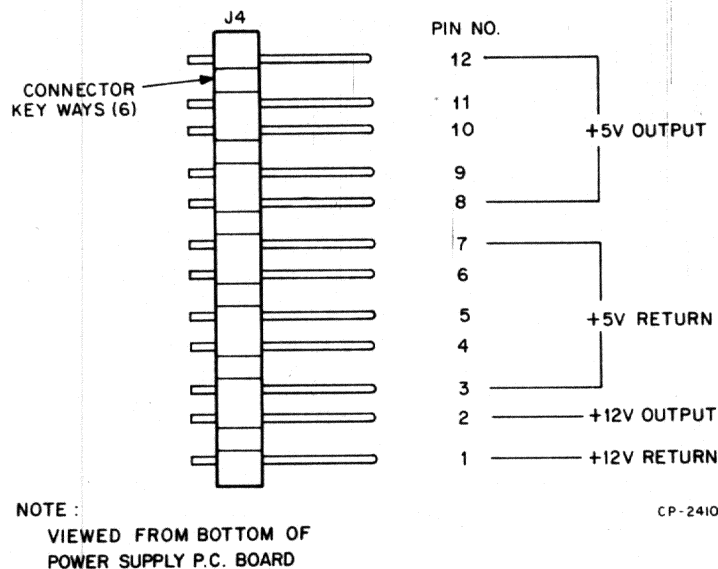 J4
PIN NO.
CONNECTOR
KEY WAYS (6)
12
11
10
9
8
7
6
5
4
3
2
1
+5V OUTPUT
+5V RETURN
+12V OUTPUT
+12V RETURN
NOTE :
VIEWED FROM BOTTOM OF
POWER SUPPLY P.C. BOARD
CP-2410